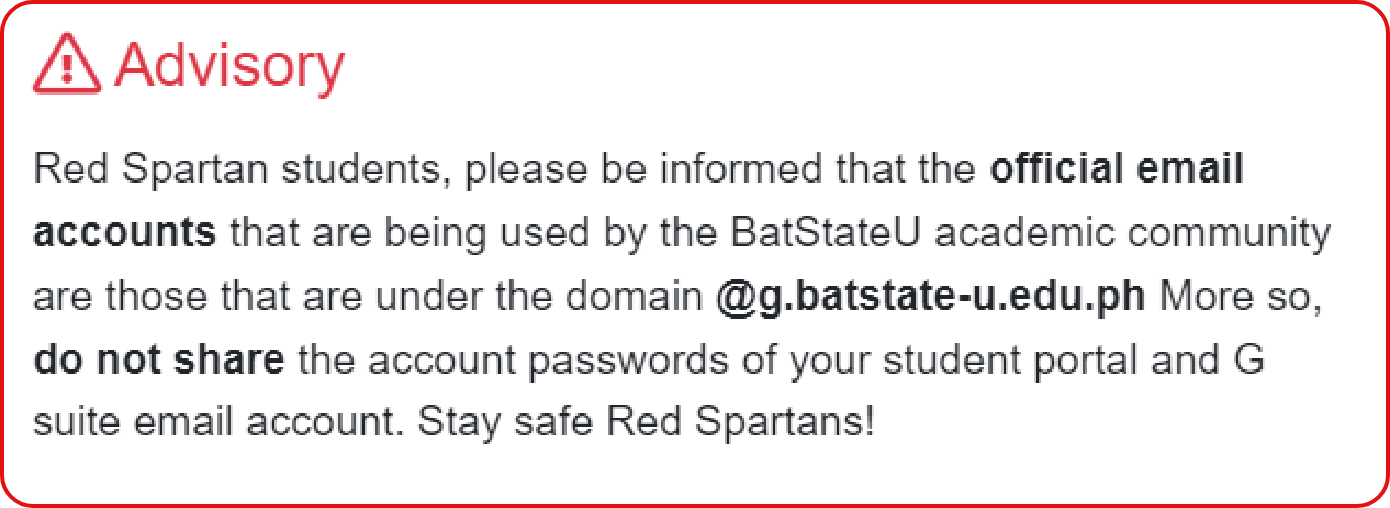 Advisory
Red Spartan students, please be informed that the official email
accounts that are being used by the BatStateU academic community
are those that are under the domain @g.batstate-u.edu.ph More so,
do not share the account passwords of your student portal and G
suite email account. Stay safe Red Spartans!